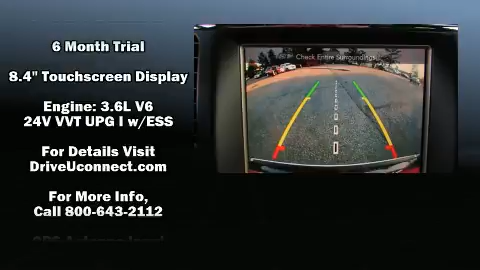 6 Month Trial
8.4" Touchscreen Display
Engine: 3.6L V6
24V VVT UPG I w/ESS
For Details Visit
DriveUconnect.com
For More Info,
Call 800-643-2112
Check Entire Surroundings